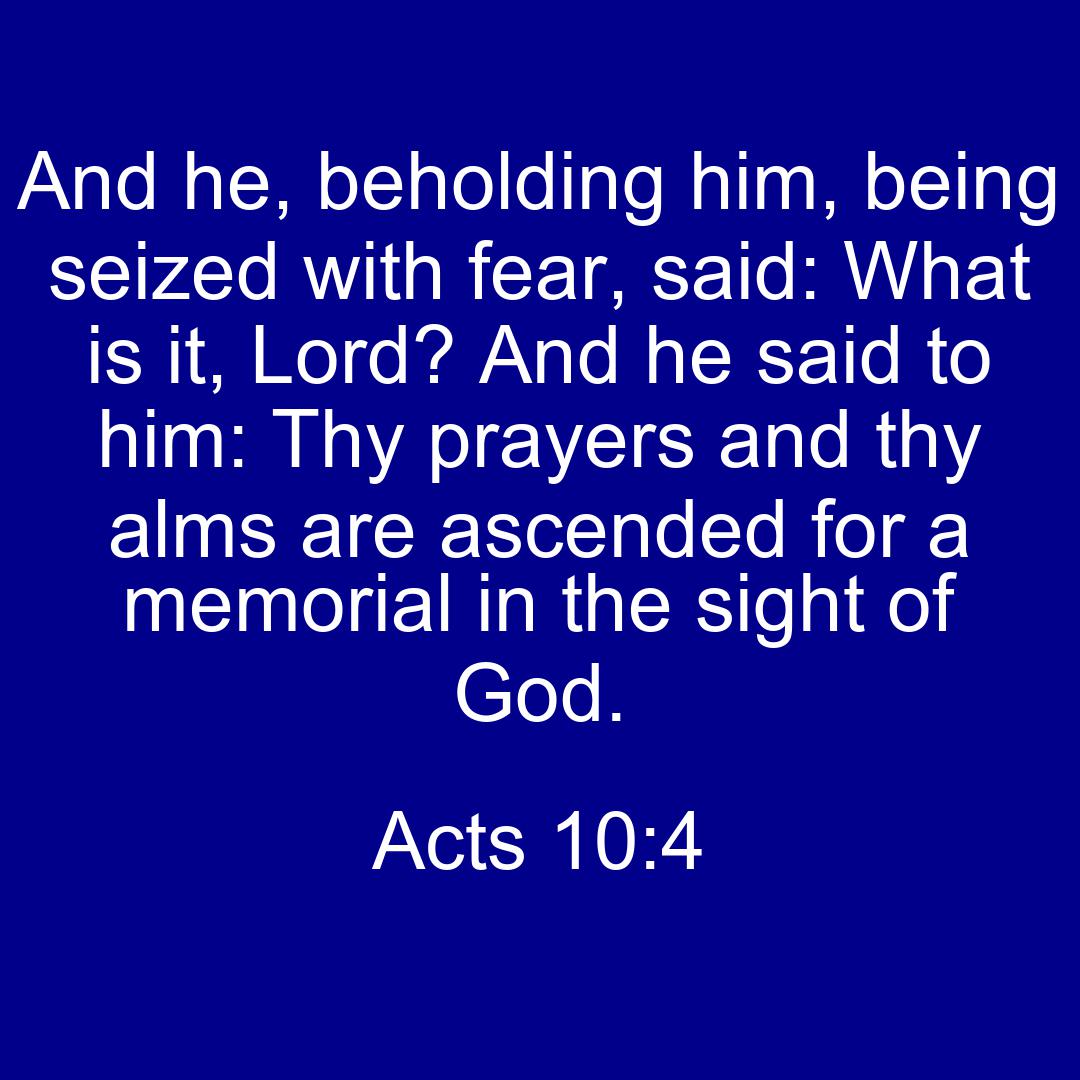 And he, beholding him, being
seized with fear, said: What
is it, Lord? And he said to
him: Thy prayers and thy
alms are ascended for a
memorial in the sight of
God.
Acts 10:4